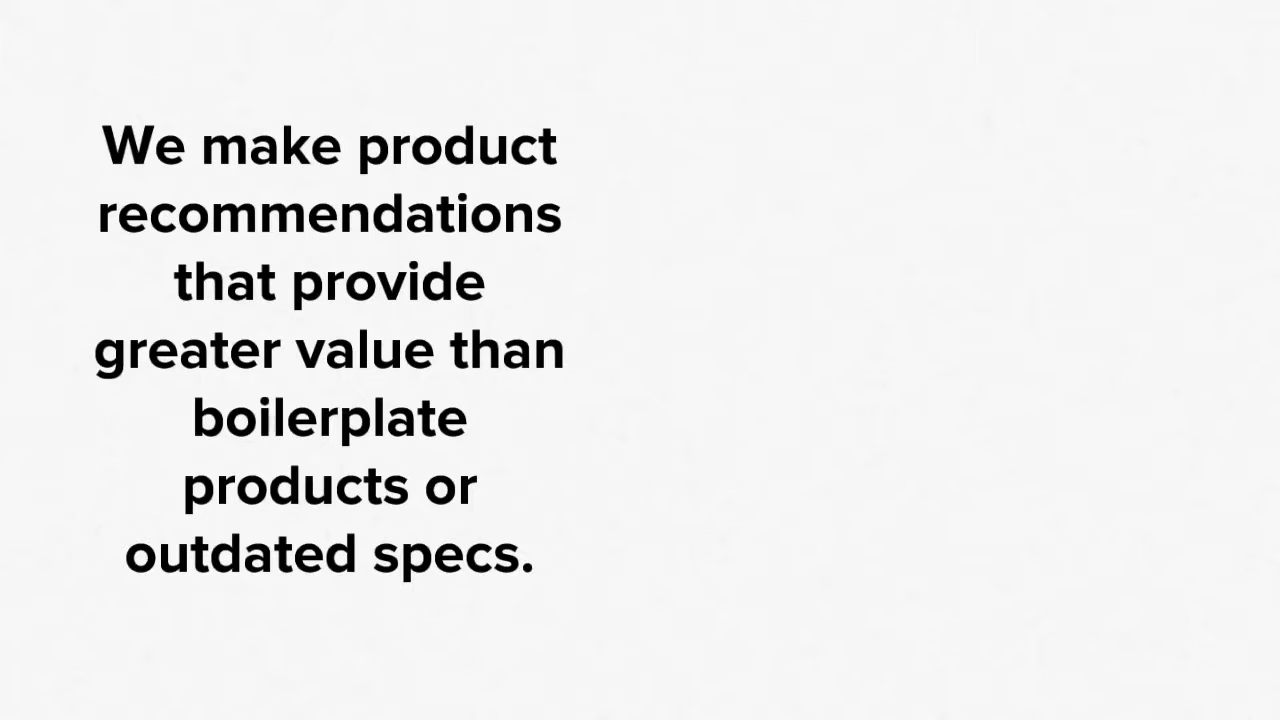 We make product
recommendations
that provide
greater value than
boilerplate
products or
outdated specs.